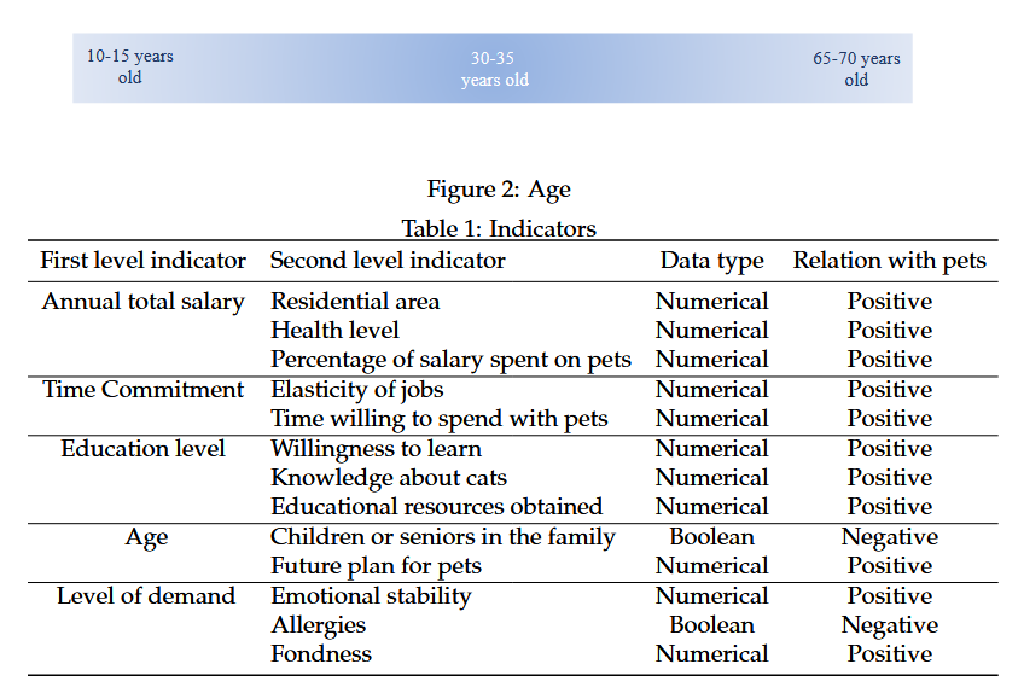 10-15 years
old
30-35
years old
65-70 years
old
Figure 2: Age
Table 1: Indicators
First level indicator Second level indicator Data type Relation with pets
Annual total salary Residential area Numerical Positive
Health level Numerical Positive
Percentage of salary spent on pets Numerical Positive
Time Commitment Elasticity of jobs Numerical Positive
Time willing to spend with pets Numerical Positive
Education level Willingness to learn Numerical Positive
Knowledge about cats Numerical Positive
Educational resources obtained Numerical Positive
Age Children or seniors in the family Boolean Negative
Future plan for pets Numerical Positive
Level of demand Emotional stability Numerical Positive
Allergies Boolean Negative
Fondness Numerical Positive